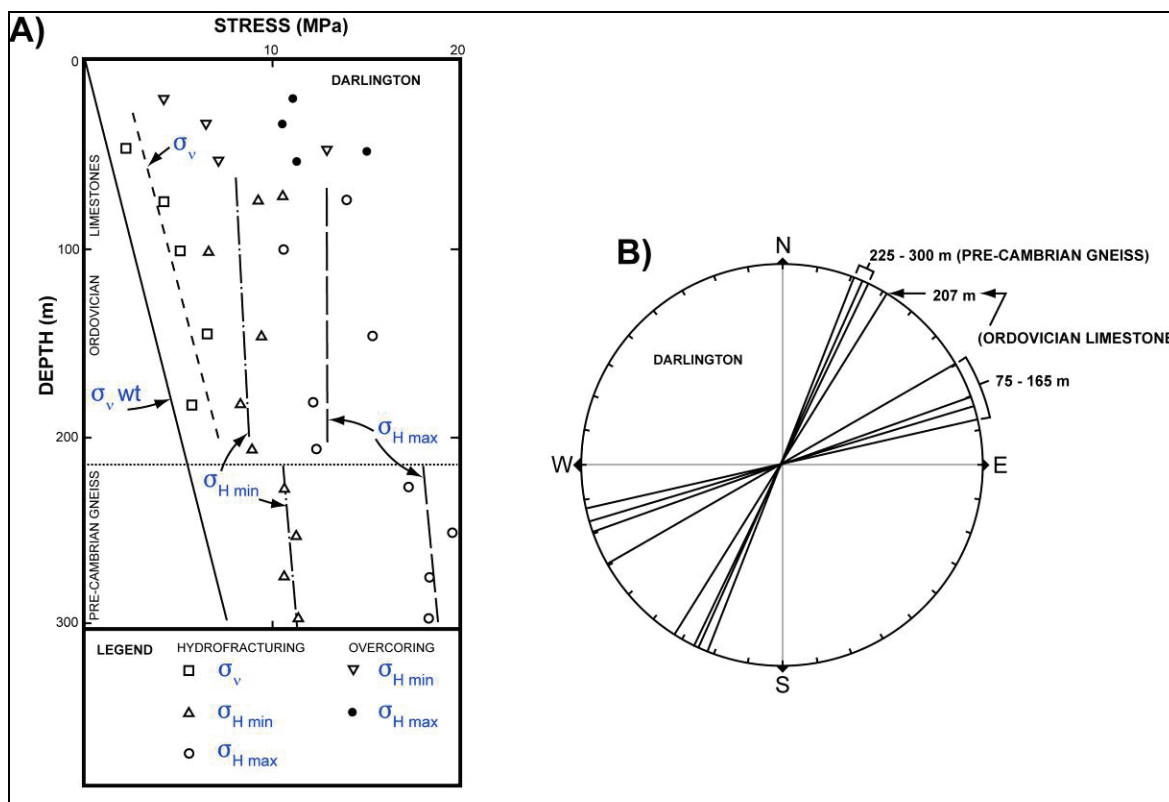 A)
STRESS (MPa)
10
20
0
DARLINGTON
σv
LIMESTONES
100
ORDOVICIAN
DEPTH (m)
σv wt
σH max
200
σH min
PRE-CAMBRIAN GNEISS
300
LEGEND
HYDROFRACTURING
OVERCORING
σv
σH min
σH min
σH max
σH max
B)
N
225 - 300 m (PRE-CAMBRIAN GNEISS)
207 m
(ORDOVICIAN LIMESTONE
DARLINGTON
75 - 165 m
W
E
S